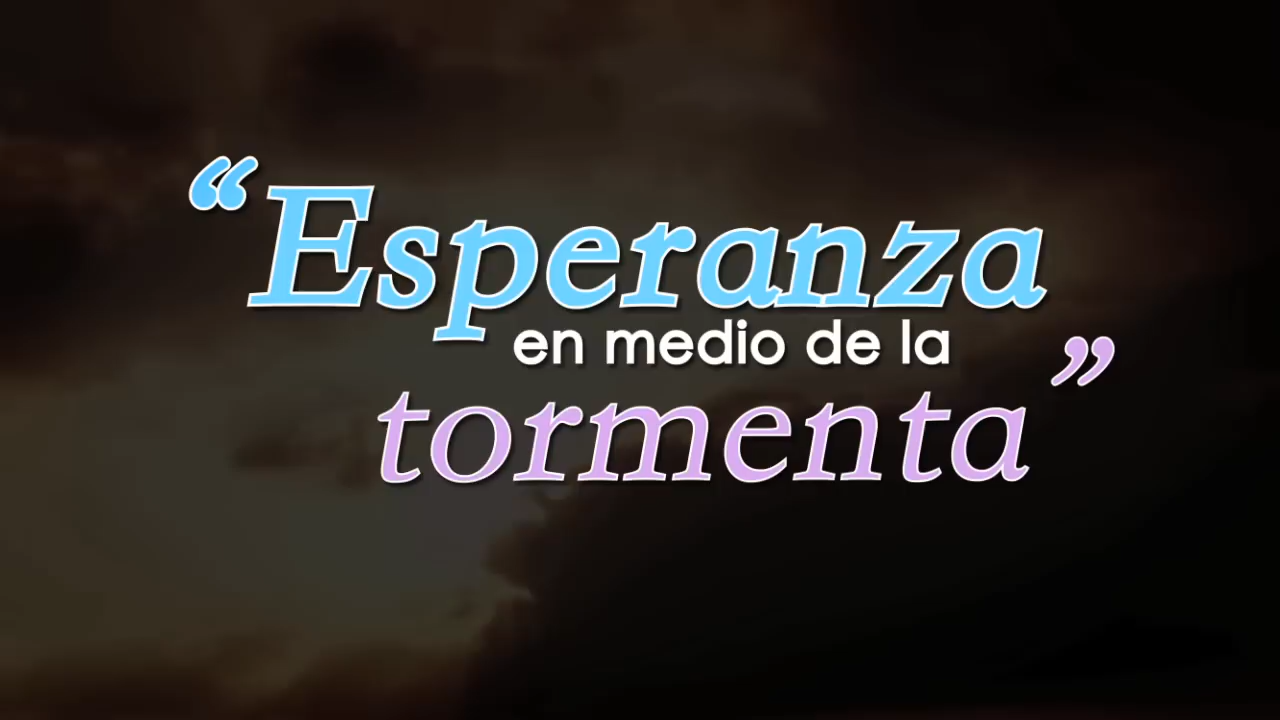 “Esperanza
en medio de la
tormenta”